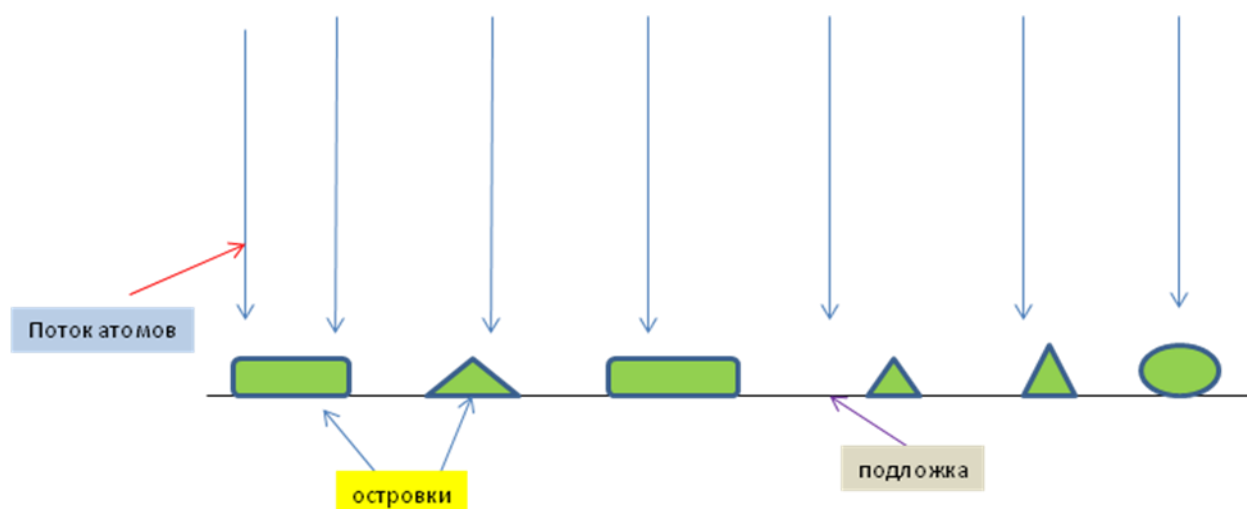 Поток атомов
подложка
островки